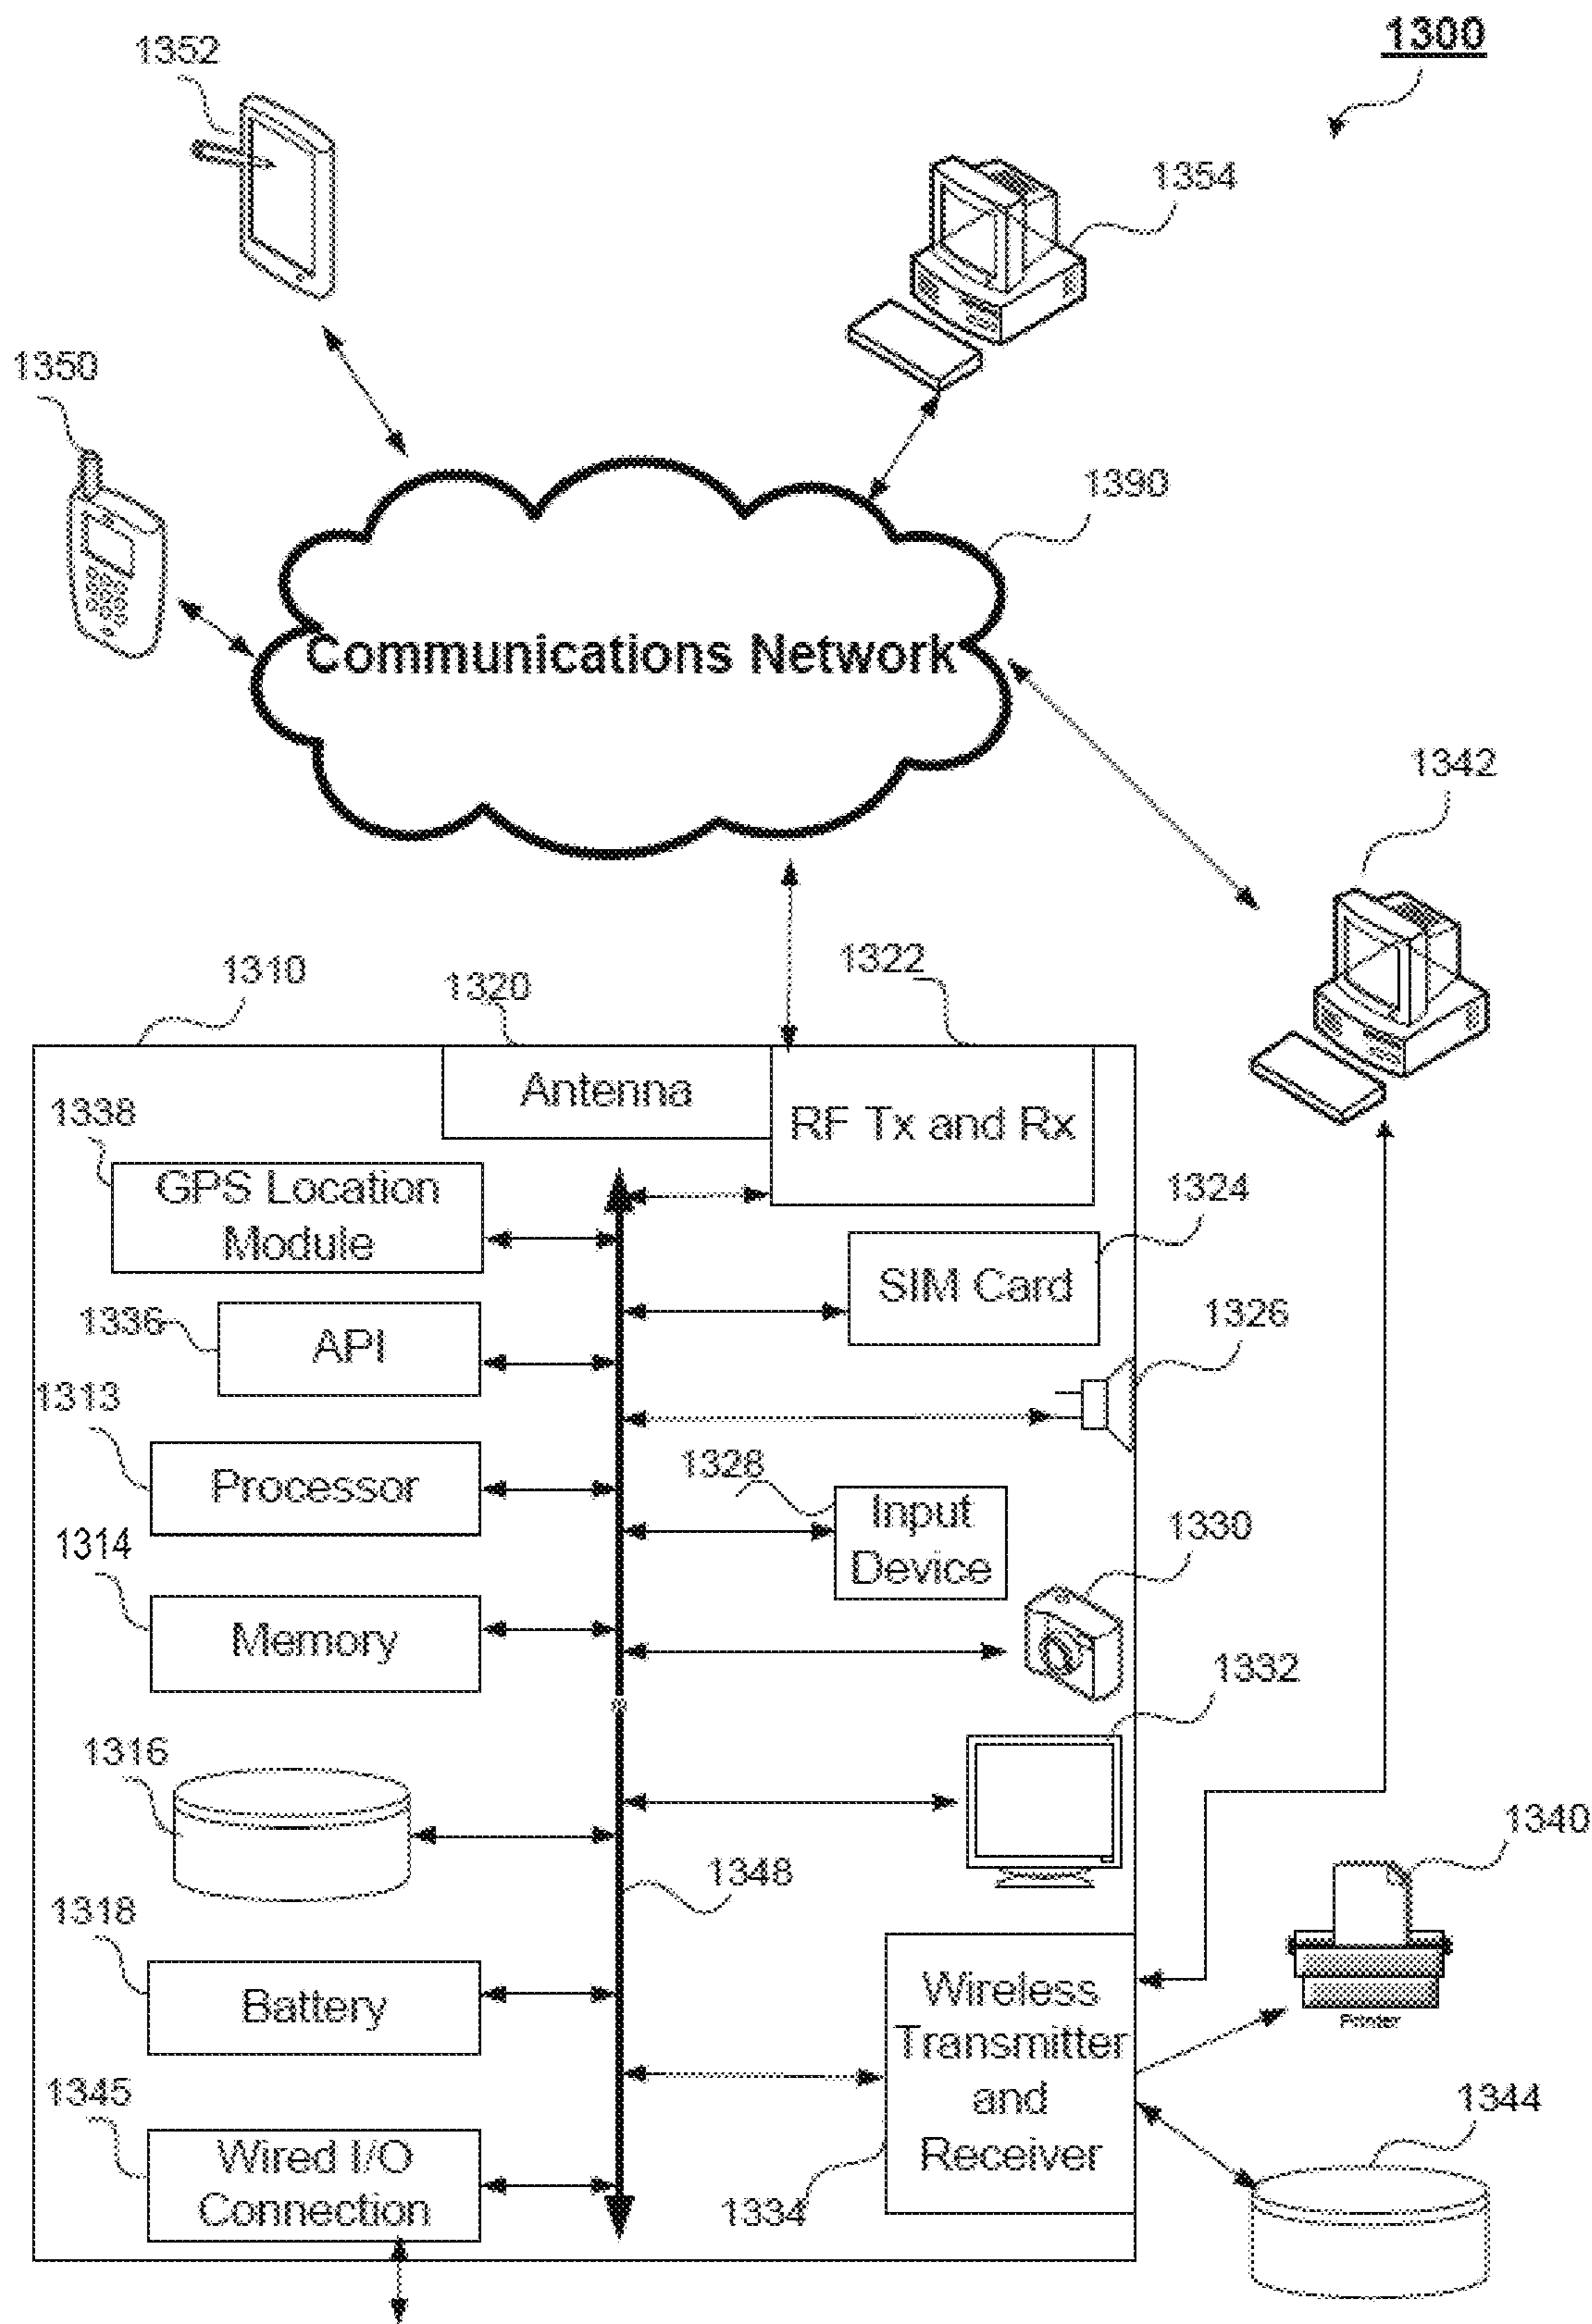 1300
1352
1354
1350
1390
Communications Network
1342
1310
1320
1322
Antenna
RF Tx and Rx
1338
GPS Location
Module
1324
SIM Card
1336
API
1326
1313
Processor
1328
Input
Device
1330
1314
Memory
1332
1316
1348
1340
Printer
1318
Battery
Wireless
Transmitter
and
Receiver
1345
Wired I/O
Connection
1334
1344